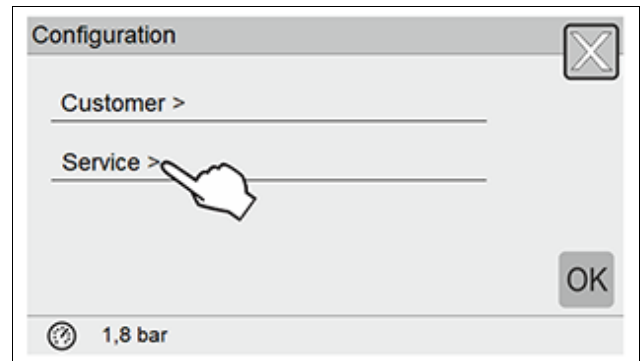 Configuration
Customer >
Service >
OK
1,8 bar